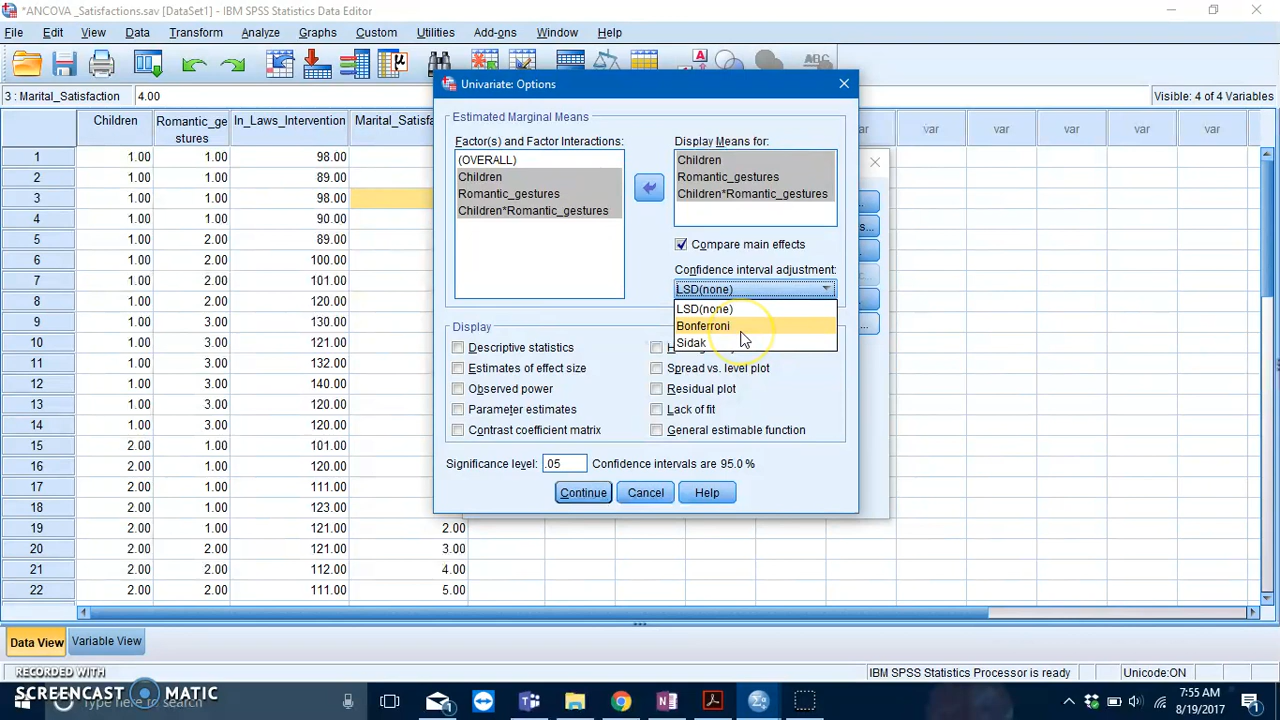 *ANCOVA _Satisfactions.sav [DataSet1] - IBM SPSS Statistics Data Editor
File Edit View Data Transform Analyze Graphs Custom Utilities Add-ons Window Help
3 : Marital_Satisfaction 4.00 Visible: 4 of 4 Variables
Children Romantic_gestures In_Laws_Intervention Marital_Satisfa var var var var var
1 1.00 1.00 98.00
2 1.00 1.00 89.00
3 1.00 1.00 98.00
4 1.00 1.00 90.00
5 1.00 2.00 89.00
6 1.00 2.00 100.00
7 1.00 2.00 101.00
8 1.00 2.00 120.00
9 1.00 3.00 130.00
10 1.00 3.00 121.00
11 1.00 3.00 132.00
12 1.00 3.00 140.00
13 1.00 3.00 120.00
14 1.00 3.00 120.00
15 2.00 1.00 101.00
16 2.00 1.00 120.00
17 2.00 1.00 111.00
18 2.00 1.00 123.00
19 2.00 1.00 121.00 2.00
20 2.00 2.00 121.00 3.00
21 2.00 2.00 112.00 4.00
22 2.00 2.00 111.00 5.00
Univariate: Options
Estimated Marginal Means
Factor(s) and Factor Interactions:
(OVERALL)
Children
Romantic_gestures
Children*Romantic_gestures
Display Means for:
Children
Romantic_gestures
Children*Romantic_gestures
Compare main effects
Confidence interval adjustment:
LSD(none)
LSD(none)
Bonferroni
Sidak
Display
Descriptive statistics
Estimates of effect size Spread vs. level plot
Observed power Residual plot
Parameter estimates Lack of fit
Contrast coefficient matrix General estimable function
Significance level: .05 Confidence intervals are 95.0 %
Continue Cancel Help
Data View Variable View
IBM SPSS Statistics Processor is ready Unicode:ON
RECORDED WITH
SCREENCAST MATIC
here to search
7:55 AM
8/19/2017